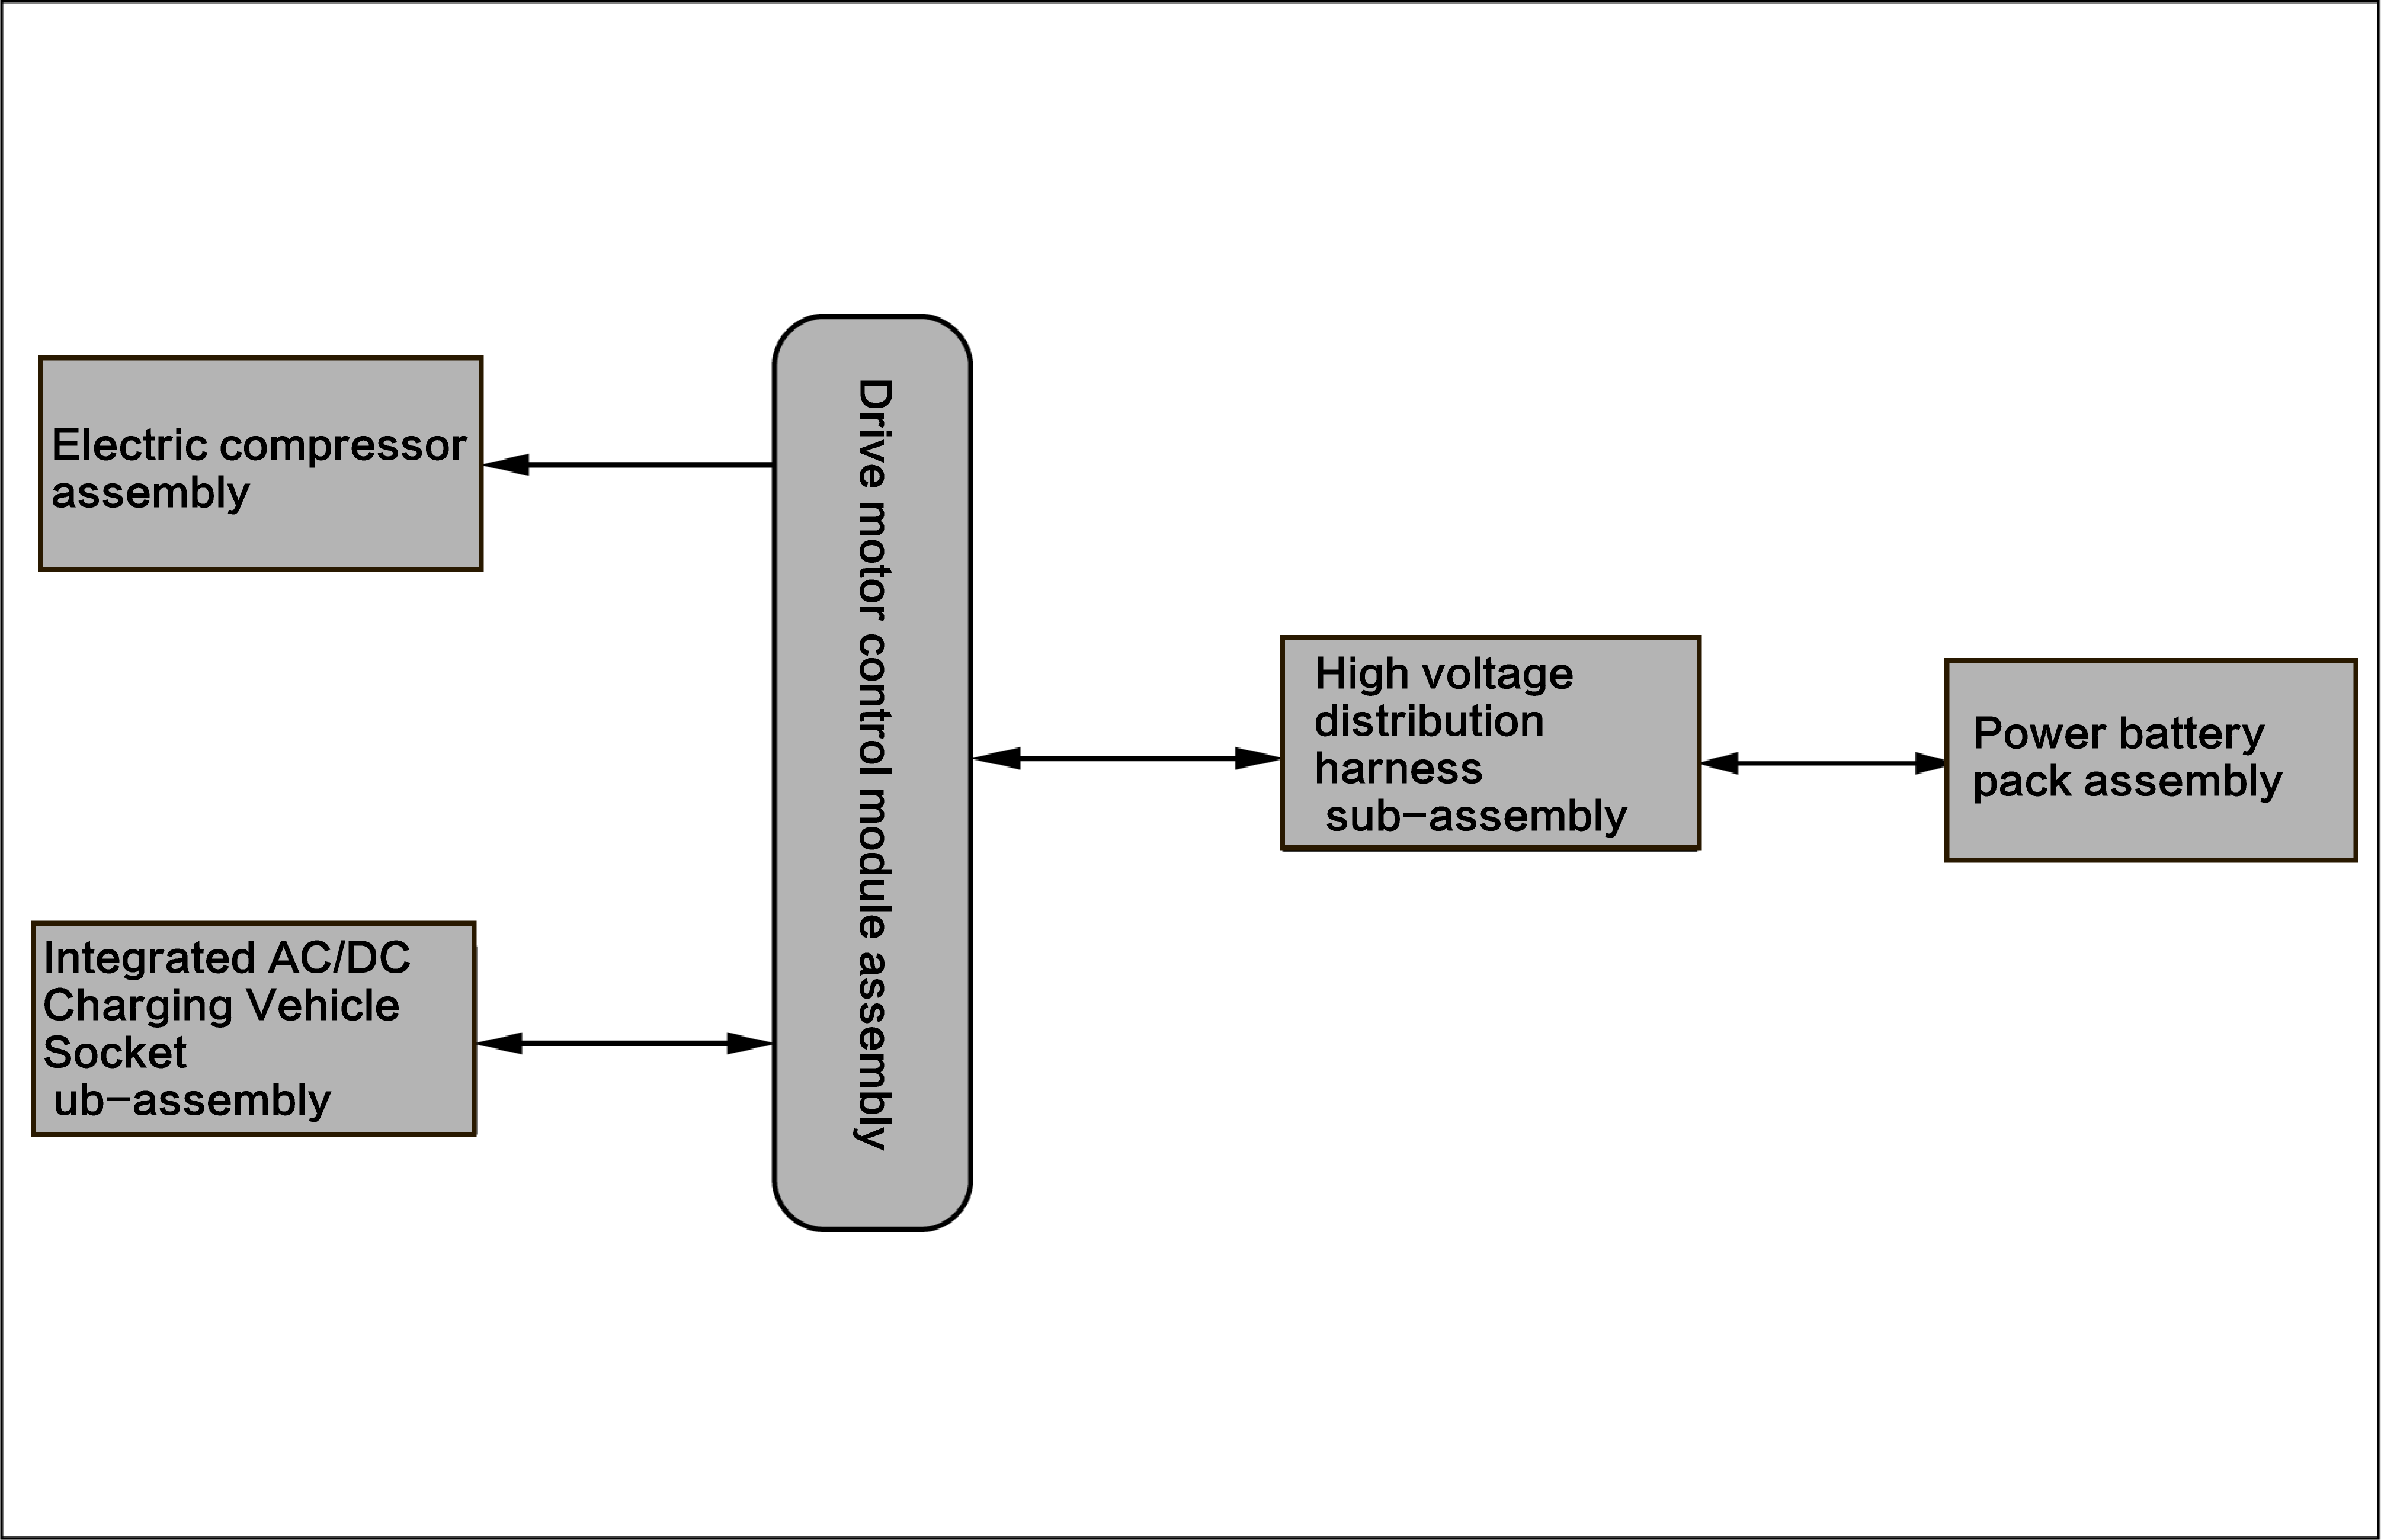 Electric compressor
assembly
Drive motor control module assembly
High voltage
distribution
harness
sub-assembly
Power battery
pack assembly
Integrated AC/DC
Charging Vehicle
Socket
ub-assembly